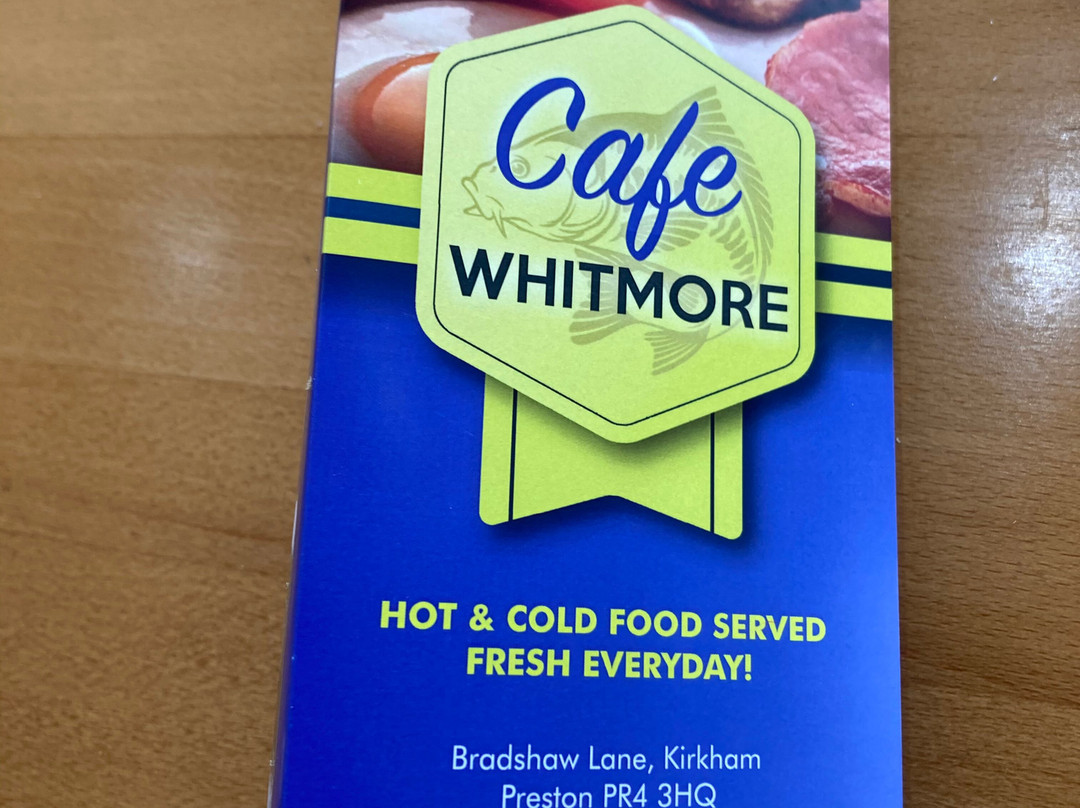 Cafe
WHITMORE
HOT & COLD FOOD SERVED
FRESH EVERYDAY!
Bradshaw Lane, Kirkham
Preston PR4 3HQ